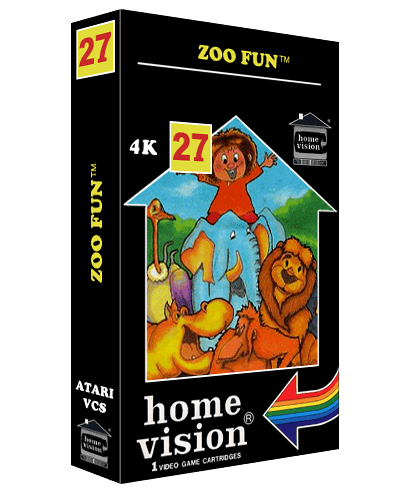 27
ZOO FUN™
ATARI
VCS
home
vision
ZOO FUN™
4K
27
home
vision
home
vision®
1 VIDEO GAME CARTRIDGES